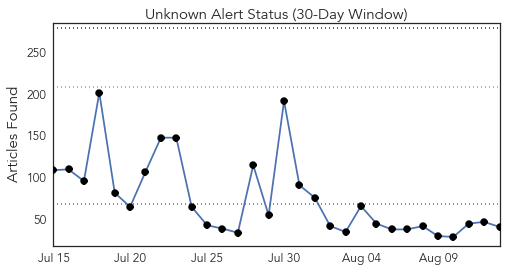 Unknown Alert Status (30-Day Window)
Articles Found
250
200
150
100
50
Jul 15
Jul 20
Jul 25
Jul 30
Aug 04
Aug 09